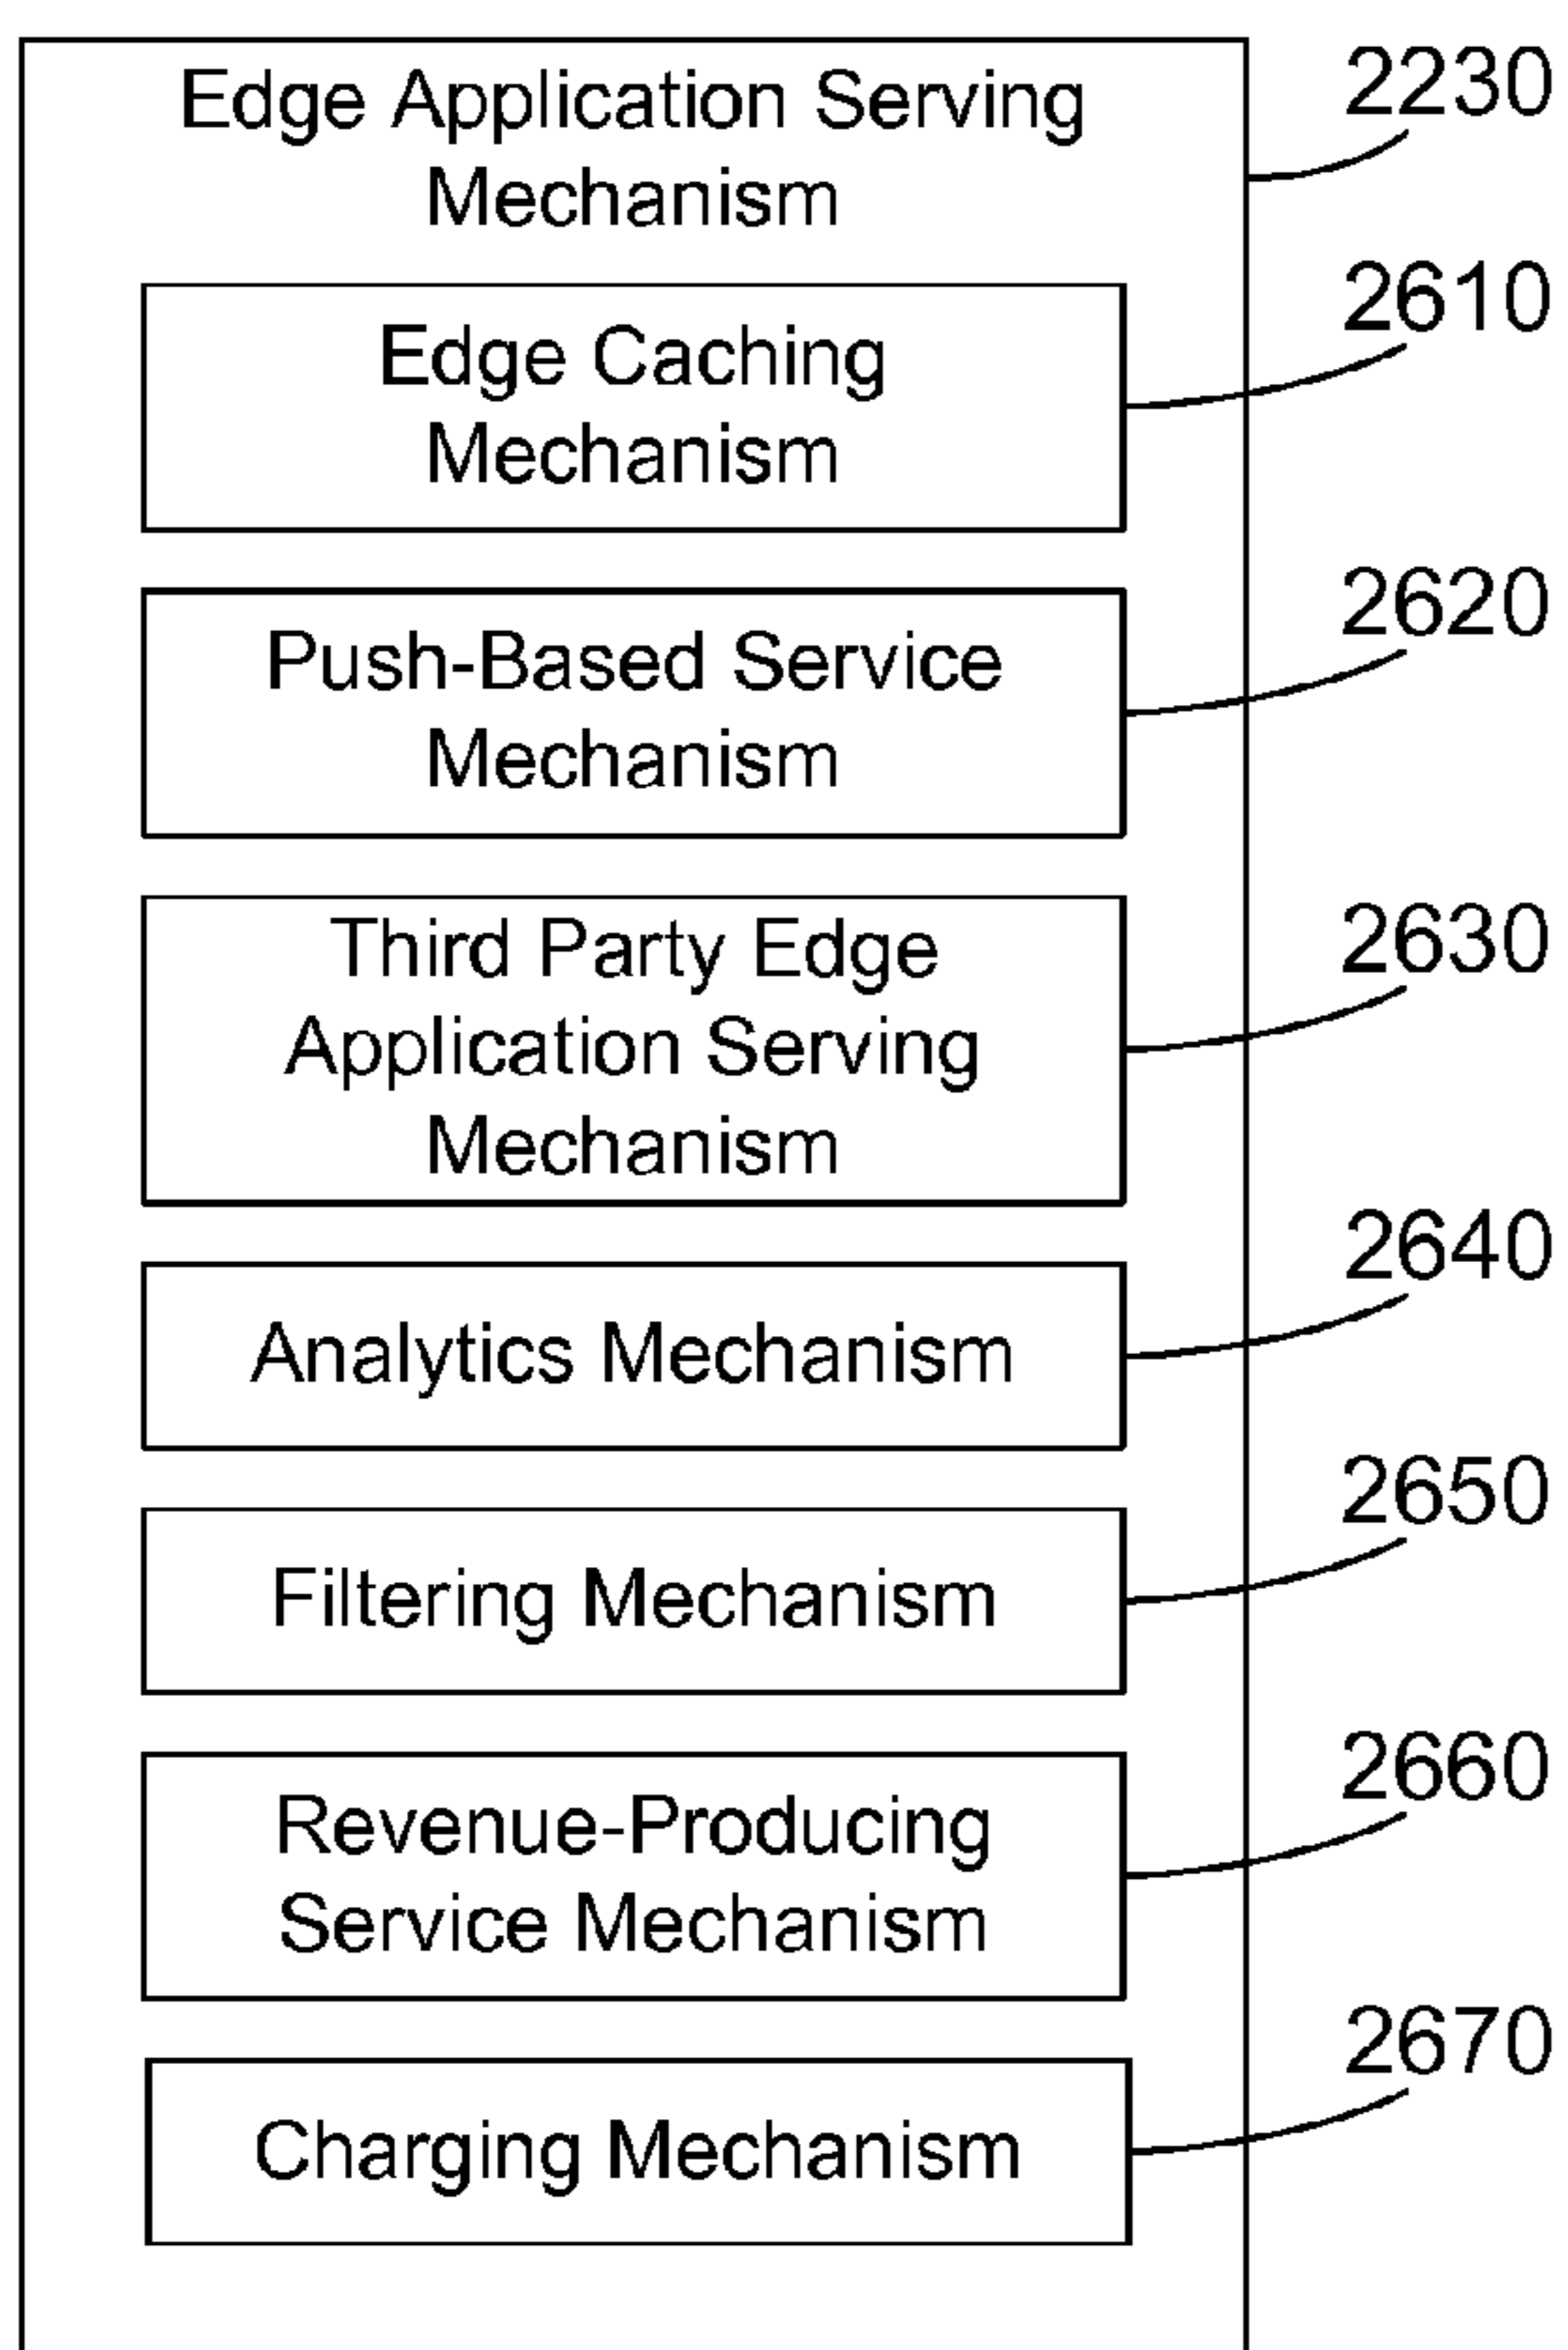 Edge Application Serving
Mechanism
2230
Edge Caching
Mechanism
2610
Push-Based Service
Mechanism
2620
Third Party Edge
Application Serving
Mechanism
2630
Analytics Mechanism
2640
Filtering Mechanism
2650
Revenue-Producing
Service Mechanism
2660
Charging Mechanism
2670